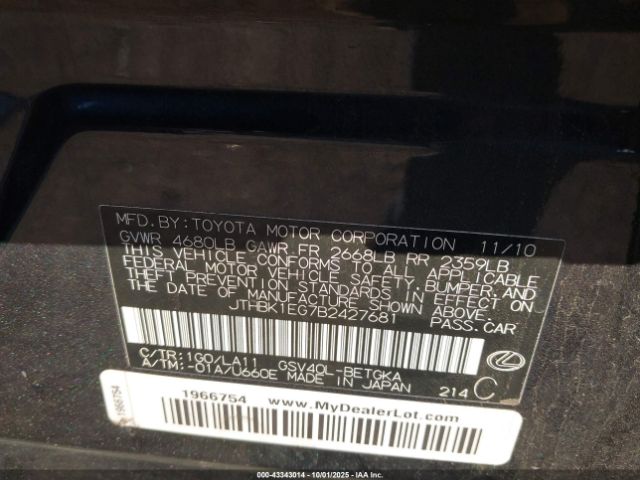 MFD.BY:TOYOTA MOTOR CORPORATION 11/10
GVWR 4680LB GAWR FR 2668LB RR 2359LB
THIS VEHICLE CONFORMS TO ALL APPLICABLE
FEDERAL MOTOR VEHICLE SAFETY,BUMPER,AND
THEFT PREVENTION STANDARDS IN EFFECT ON
THE DATE OF MANUFACTURE SHOWN ABOVE.
JTHBK1EG7B2427681 PASS.CAR
C/TR:1G0/LA11 GSV40L-BETGKA
A/TM:-01A/U660E MADE IN JAPAN
214 C
1966754
1966754
www.MyDealerLot.com
000-43343014 - 10/01/2025 - Copyright IAA, Inc.